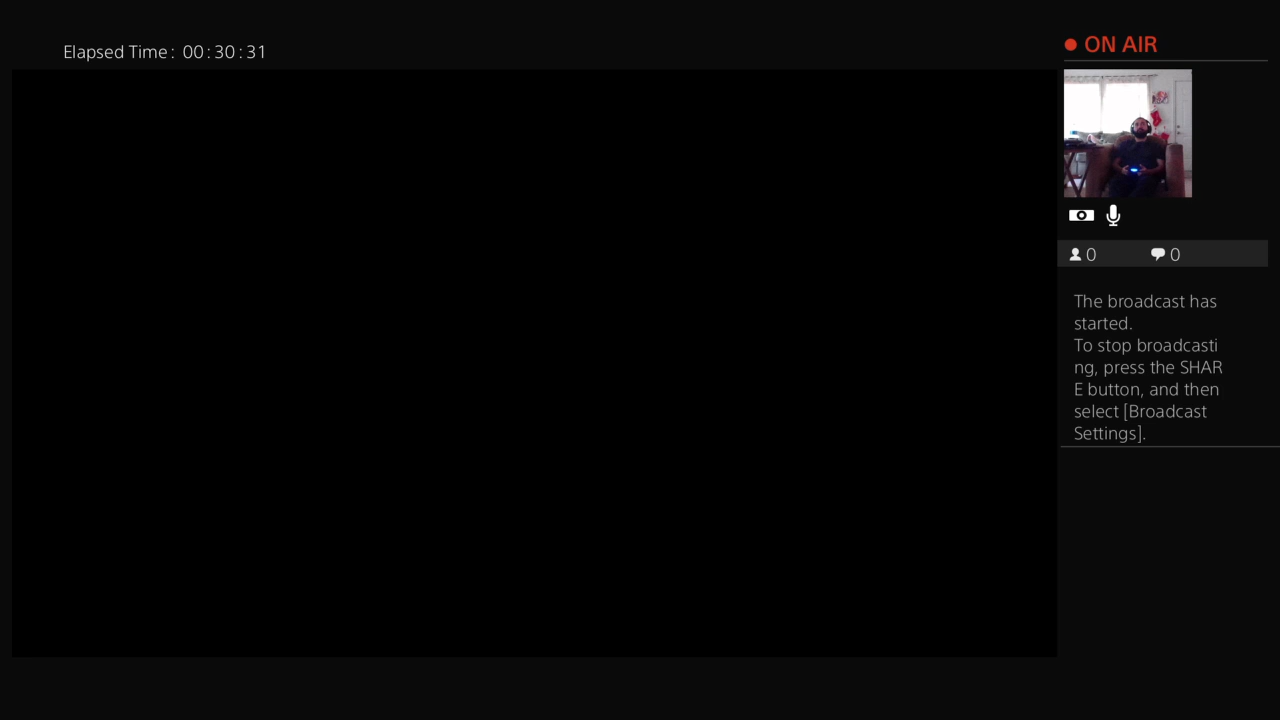 Elapsed Time: 00:30:31
ON AIR
0 0
The broadcast has
started.
To stop broadcasti
ng, press the SHAR
E button, and then
select [Broadcast
Settings].